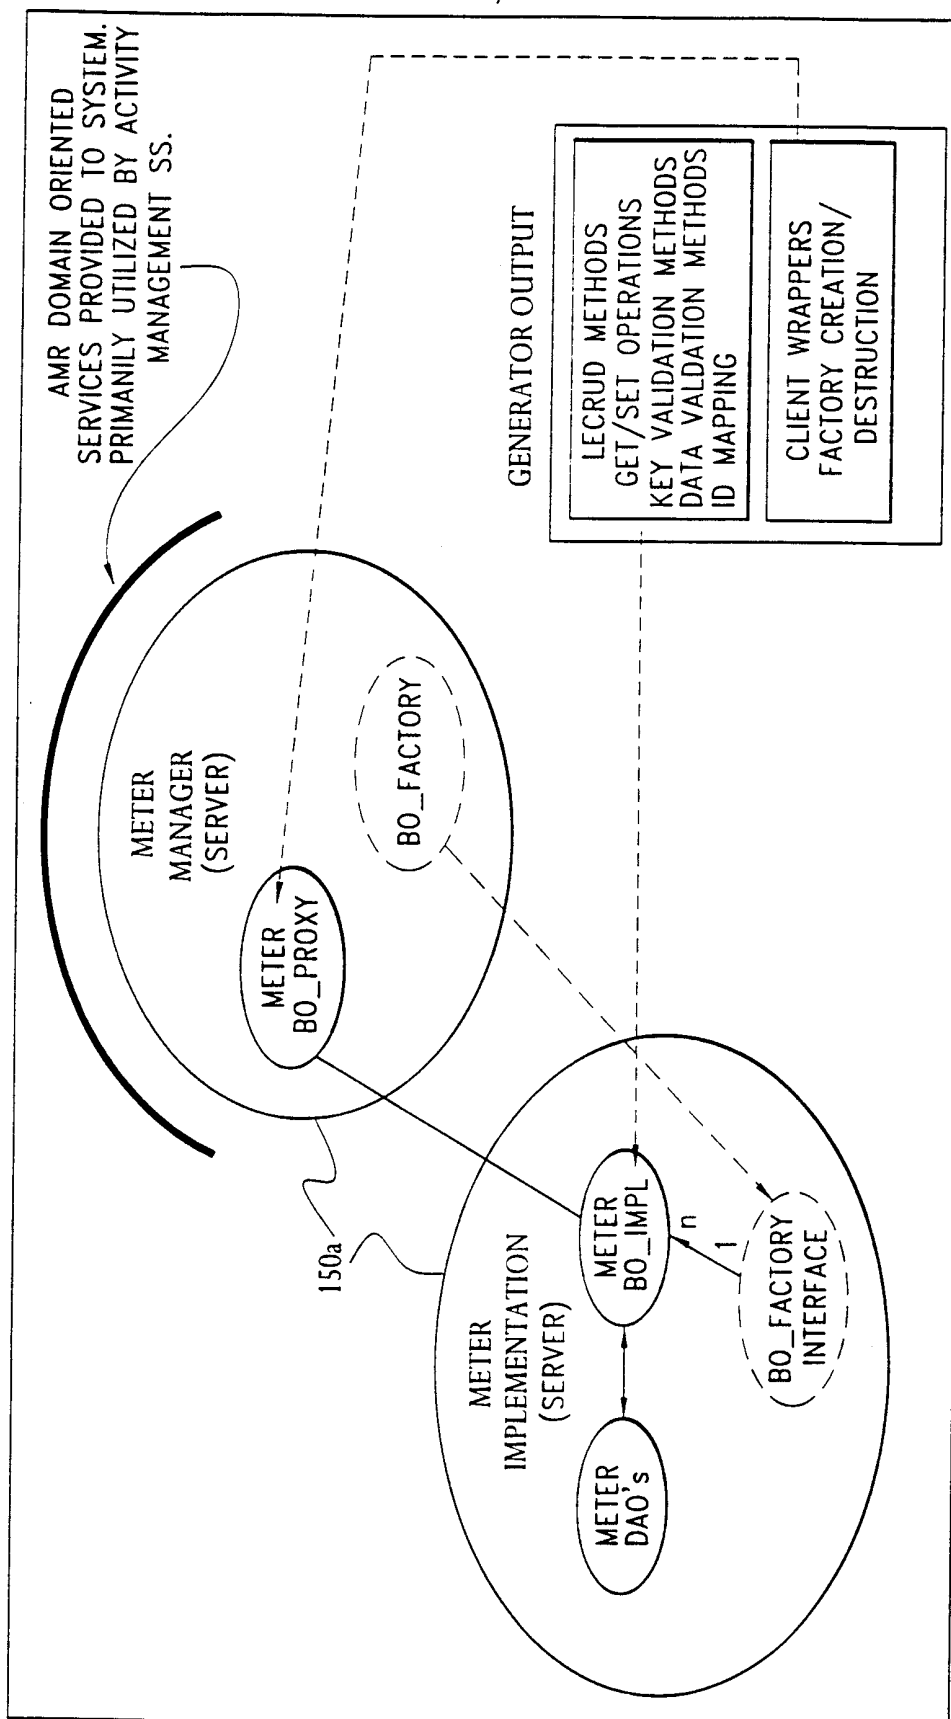 AMR DOMAIN ORIENTED
SERVICES PROVIDED TO SYSTEM.
PRIMANILY UTILIZED BY ACTIVITY
MANAGEMENT SS.
METER
MANAGER
(SERVER)
METER
BO_PROXY
BO_FACTORY
150a
METER
IMPLEMENTATION
(SERVER)
METER
DAO's
METER
BO_IMPL
n
1
BO_FACTORY
INTERFACE
GENERATOR OUTPUT
LECRUD METHODS
GET/SET OPERATIONS
KEY VALIDATION METHODS
DATA VALDATION METHODS
ID MAPPING
CLIENT WRAPPERS
FACTORY CREATION/
DESTRUCTION